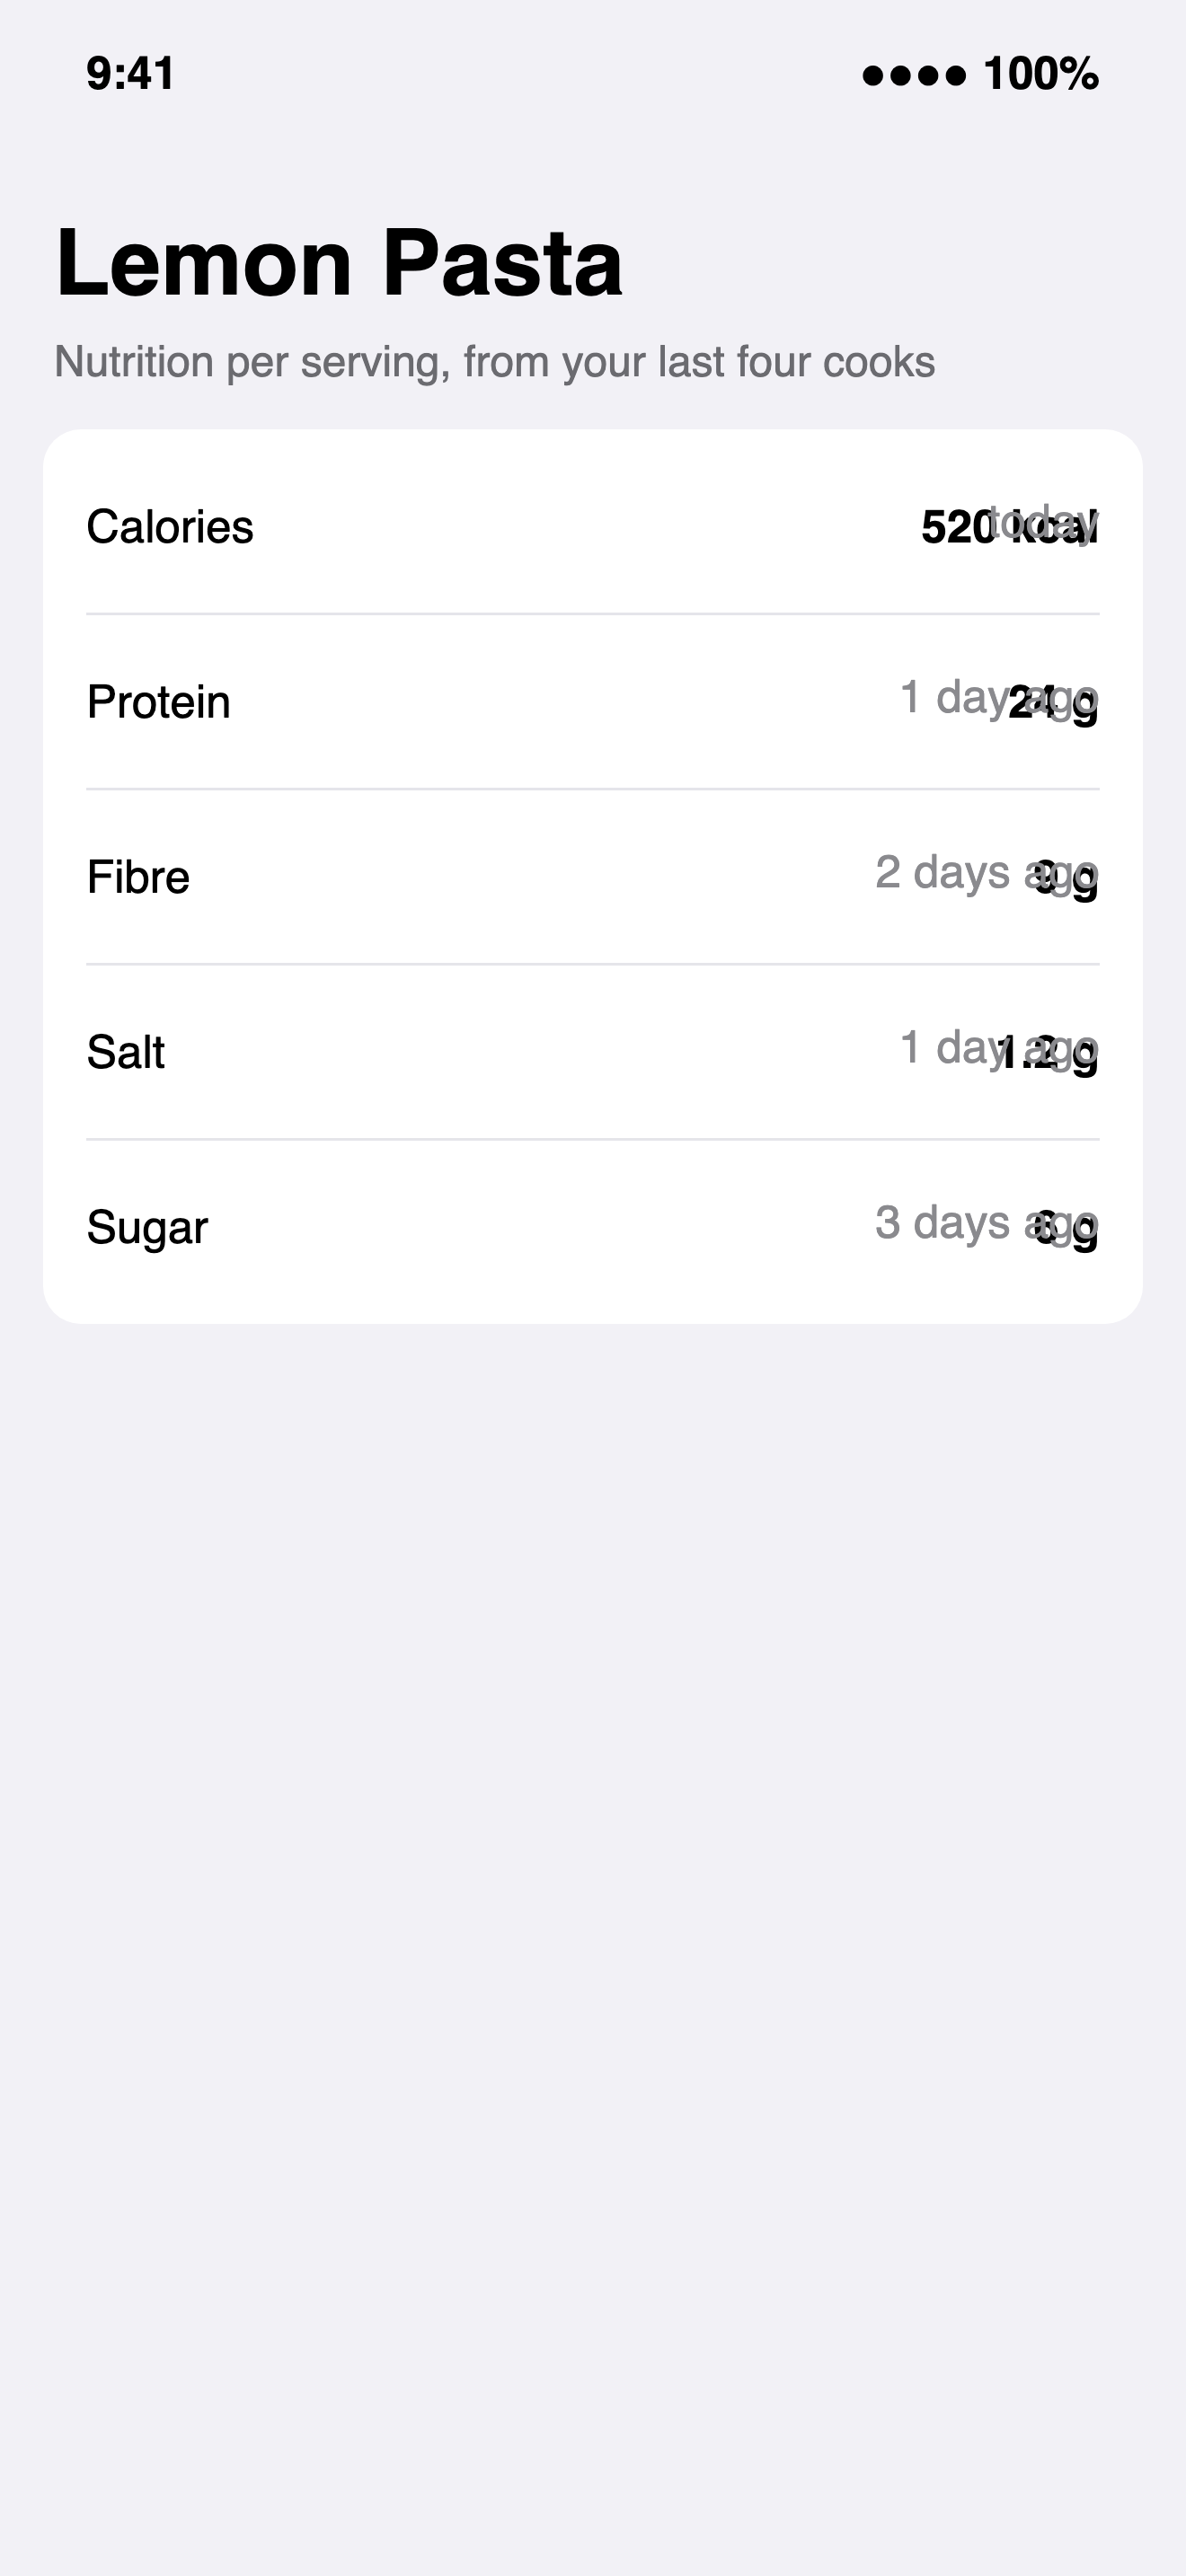 9:41 ●●●● 100%
Lemon Pasta
Nutrition per serving, from your last four cooks
Calories 520 kcal today
Protein 24 g 1 day ago
Fibre g 2 days ago
Salt 1.2 g 1 day ago
Sugar g 3 days ago